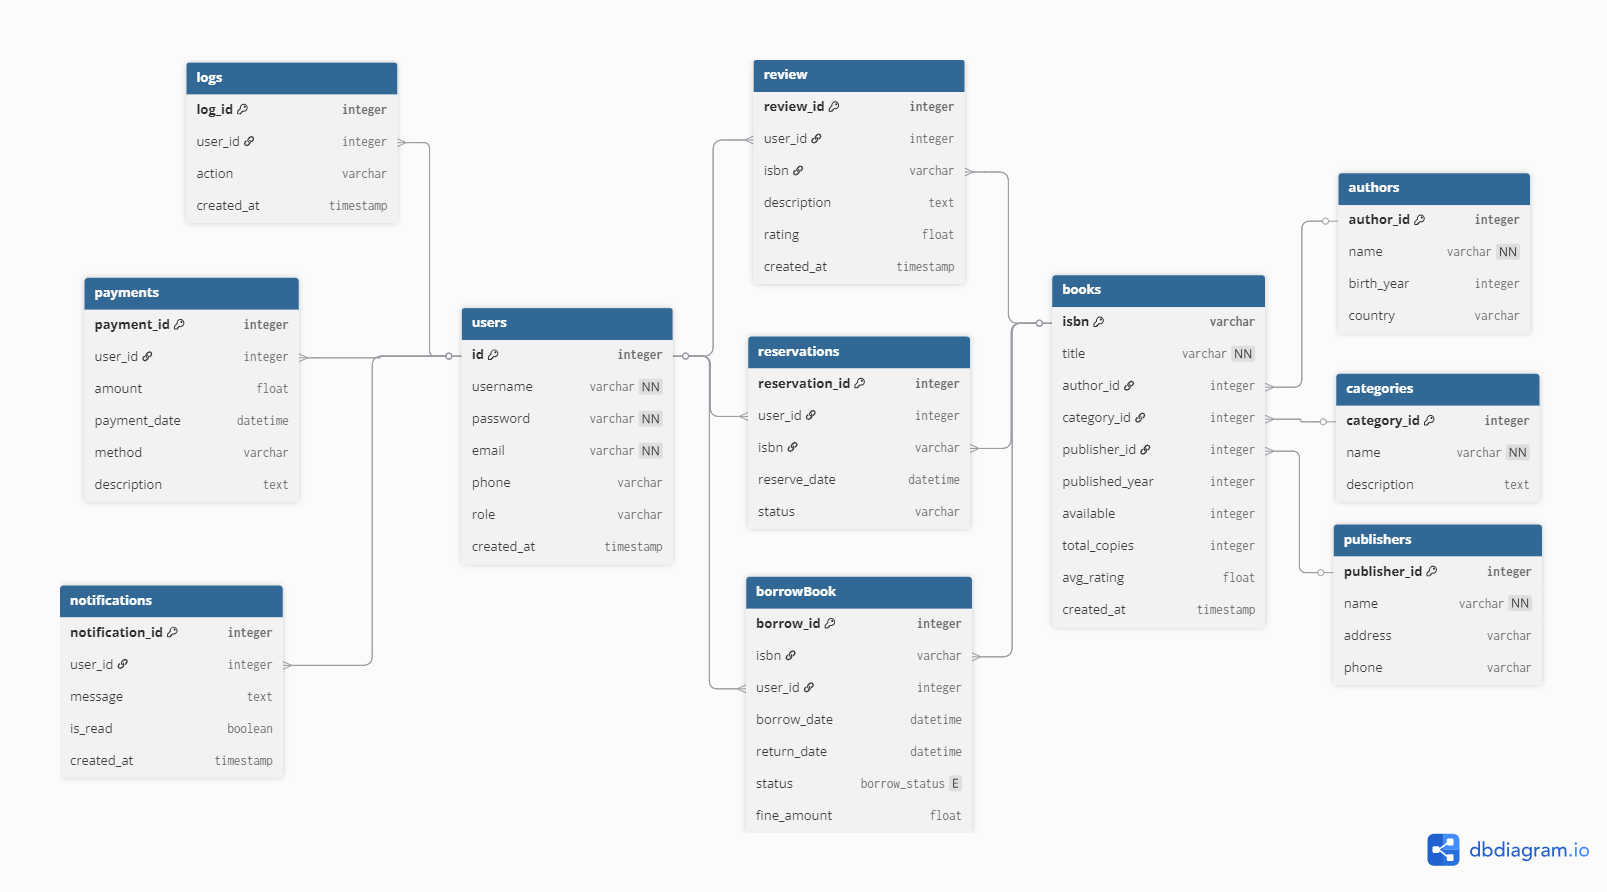 logs
log_id integer
user_id integer
action varchar
created_at timestamp
payments
payment_id integer
user_id integer
amount float
payment_date datetime
method varchar
description text
notifications
notification_id integer
user_id integer
message text
is_read boolean
created_at timestamp
users
id integer
username varchar NN
password varchar NN
email varchar NN
phone varchar
role varchar
created_at timestamp
review
review_id integer
user_id integer
isbn varchar
description text
rating float
created_at timestamp
reservations
reservation_id integer
user_id integer
isbn varchar
reserve_date datetime
status varchar
borrowBook
borrow_id integer
isbn varchar
user_id integer
borrow_date datetime
return_date datetime
status borrow_status E
fine_amount float
books
isbn varchar
title varchar NN
author_id integer
category_id integer
publisher_id integer
published_year integer
available integer
total_copies integer
avg_rating float
created_at timestamp
authors
author_id integer
name varchar NN
birth_year integer
country varchar
categories
category_id integer
name varchar NN
description text
publishers
publisher_id integer
name varchar NN
address varchar
phone varchar
dbdiagram.io